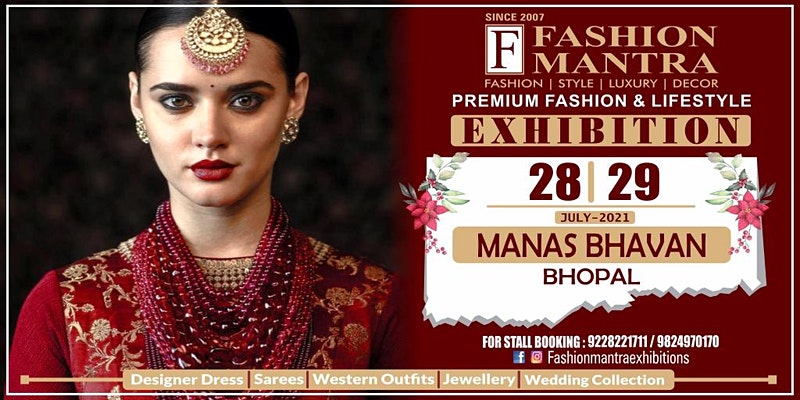 SINCE 2007
F FASHION
MANTRA
FASHION | STYLE | LUXURY | DECOR
PREMIUM FASHION & LIFESTYLE
EXHIBITION
28 | 29
JULY-2021
MANAS BHAVAN
BHOPAL
FOR STALL BOOKING : 9228221711 / 9824970170
f Fashionmantraexhibitions
Designer Dress | Sarees | Western Outfits | Jewellery | Wedding Collection